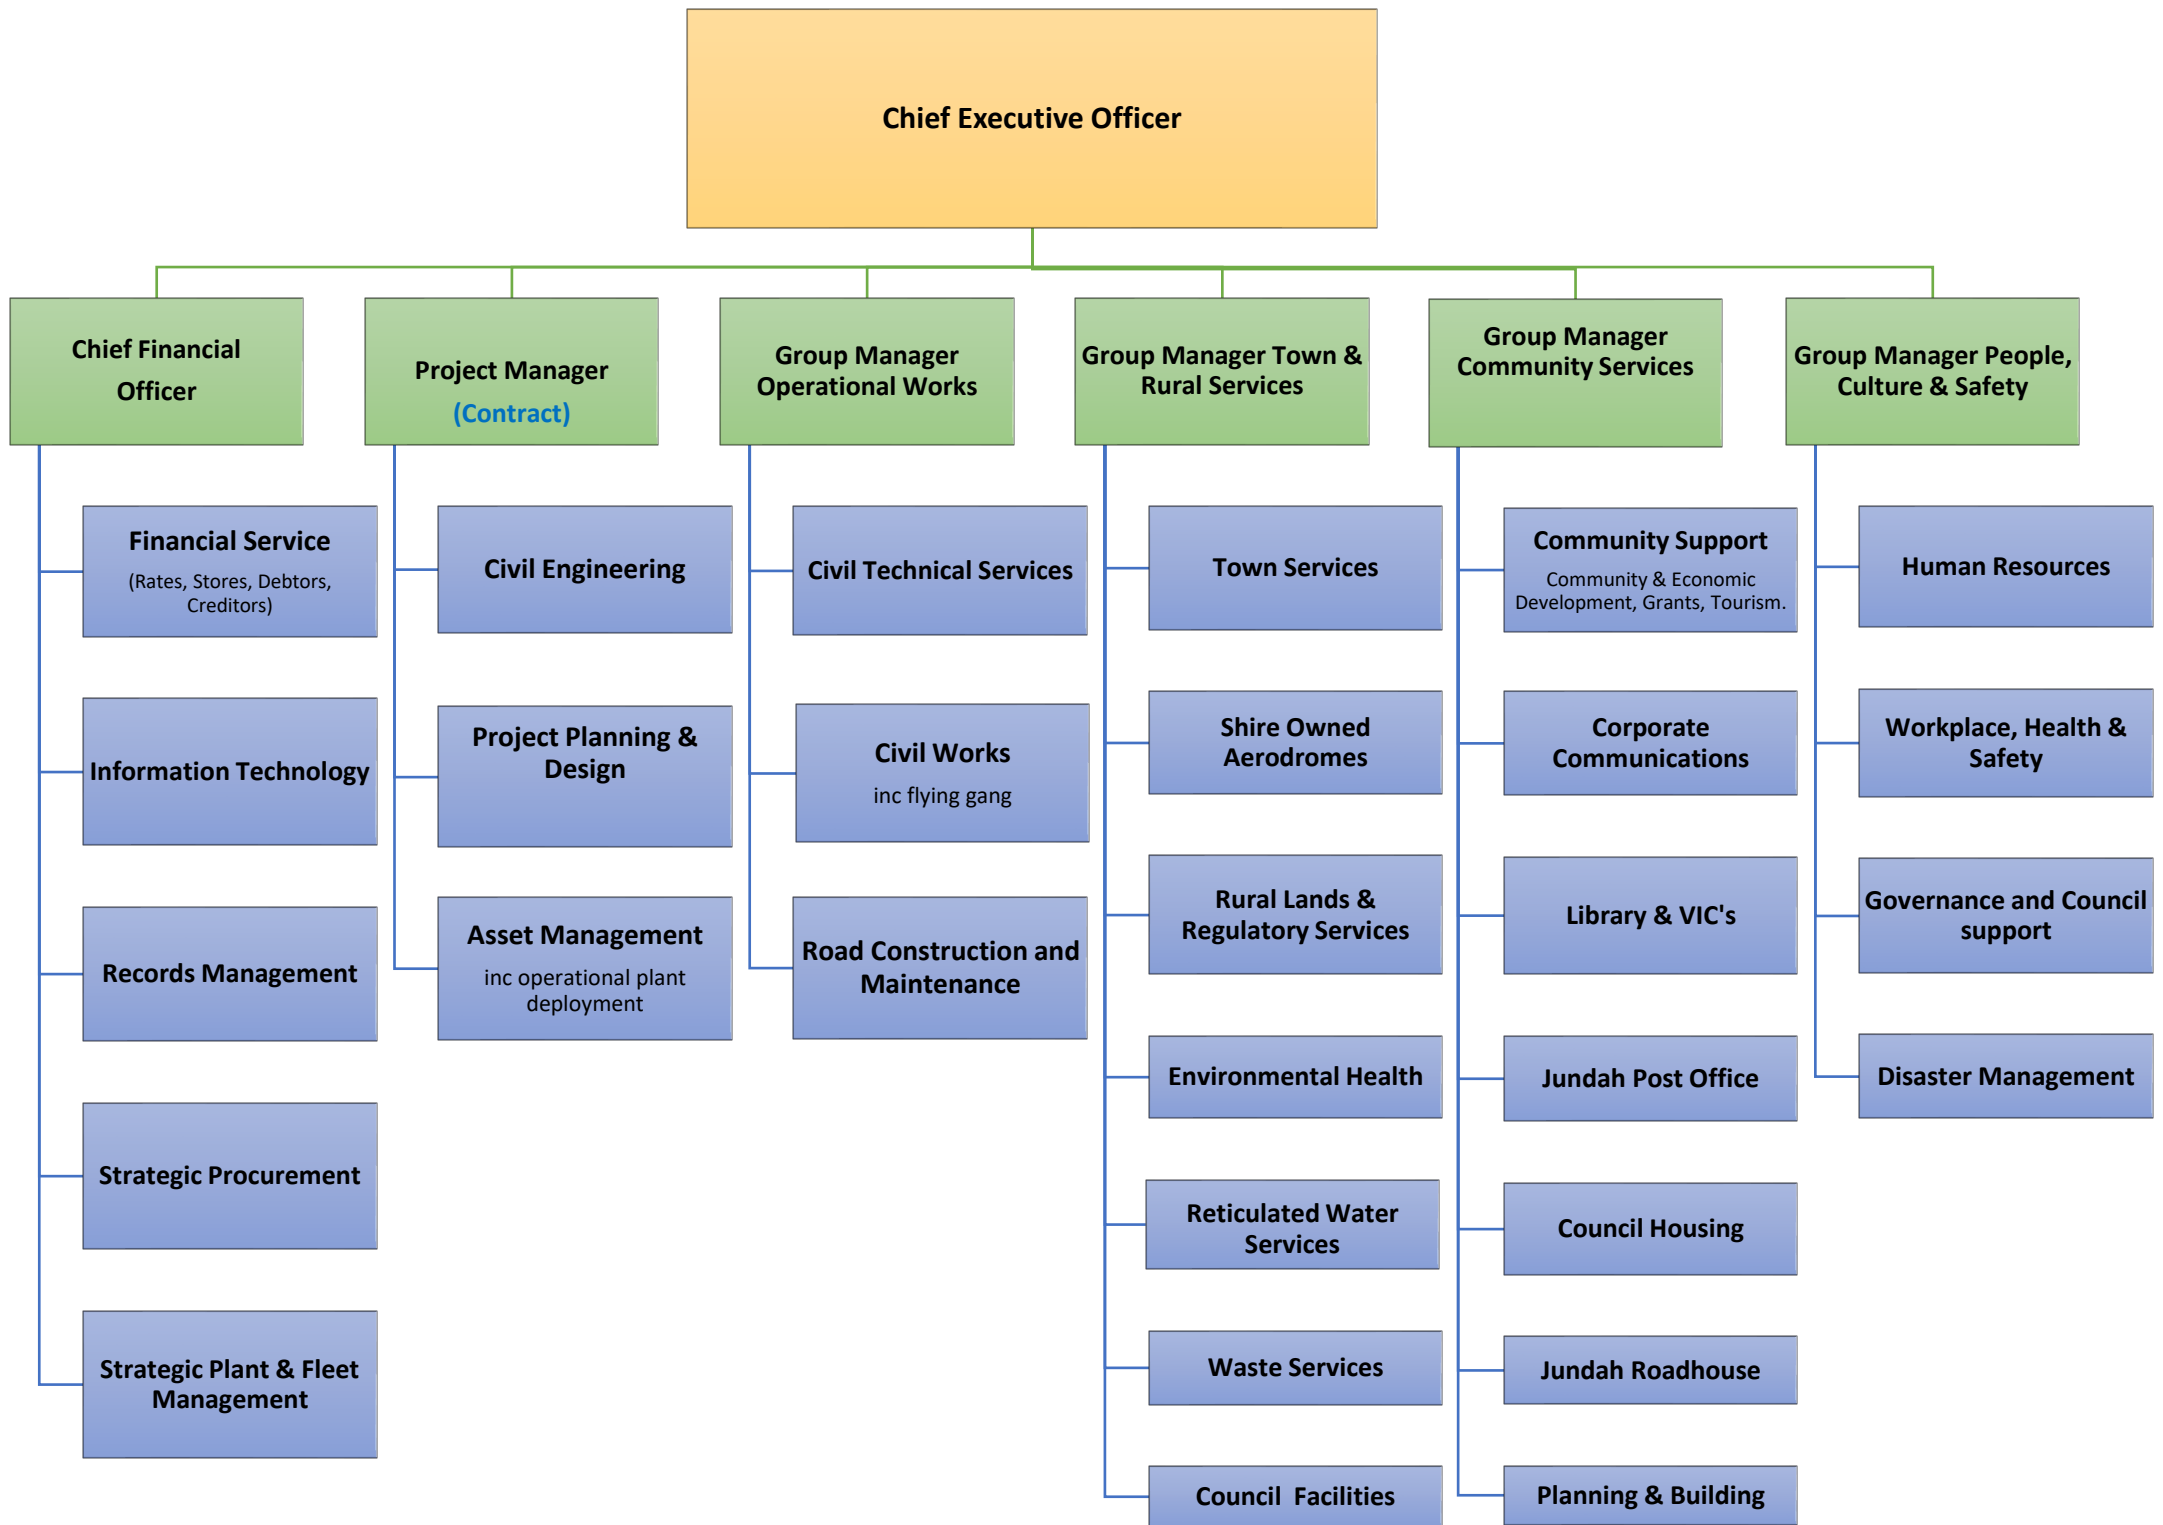 Chief Executive Officer
Chief Financial
Officer
Project Manager
(Contract)
Group Manager
Operational Works
Group Manager Town &
Rural Services
Group Manager
Community Services
Group Manager People,
Culture & Safety
Financial Service
(Rates, Stores, Debtors,
Creditors)
Information Technology
Records Management
Strategic Procurement
Strategic Plant & Fleet
Management
Civil Engineering
Project Planning &
Design
Asset Management
inc operational plant
deployment
Civil Technical Services
Civil Works
inc flying gang
Road Construction and
Maintenance
Town Services
Shire Owned
Aerodromes
Rural Lands &
Regulatory Services
Environmental Health
Reticulated Water
Services
Waste Services
Council Facilities
Community Support
Community & Economic
Development, Grants, Tourism.
Corporate
Communications
Library & VIC's
Jundah Post Office
Council Housing
Jundah Roadhouse
Planning & Building
Human Resources
Workplace, Health &
Safety
Governance and Council
support
Disaster Management